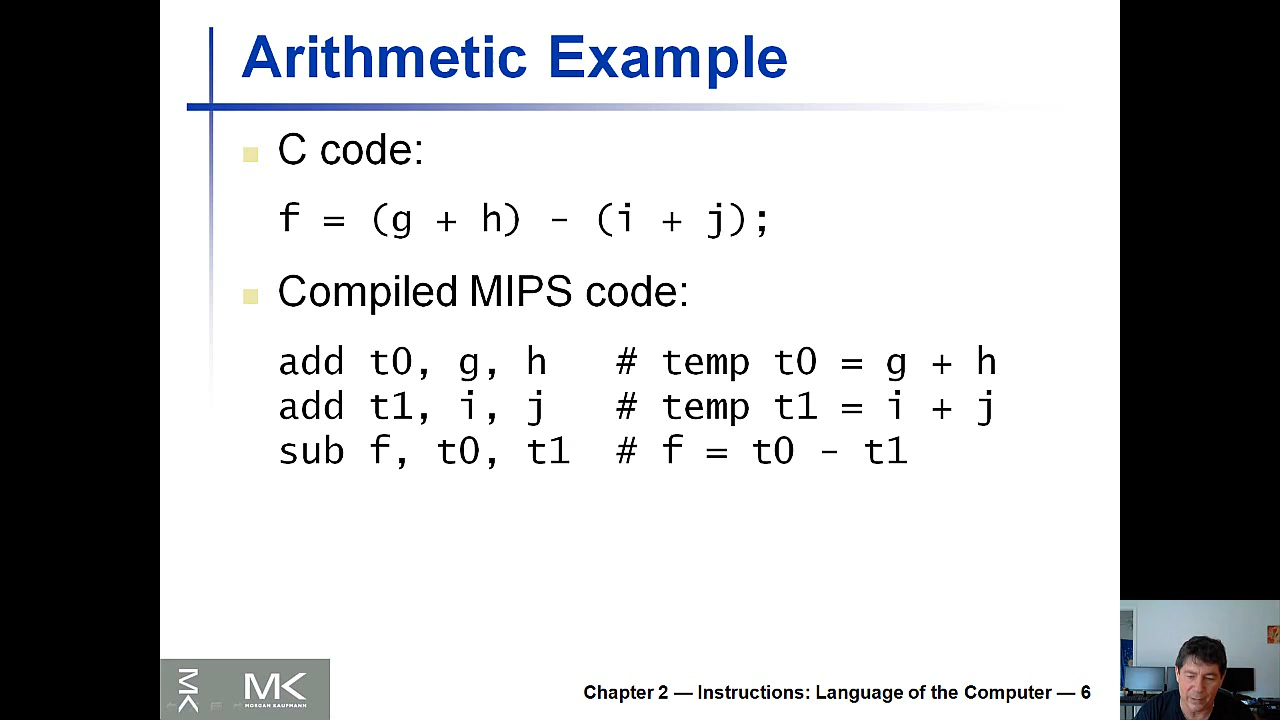 Arithmetic Example
C code:
f = (g + h) - (i + j);
Compiled MIPS code:
add t0, g, h # temp t0 = g + h
add t1, i, j # temp t1 = i + j
sub f, t0, t1 # f = t0 - t1
MK
MK
MORGAN KAUFMANN
Chapter 2 — Instructions: Language of the Computer — 6